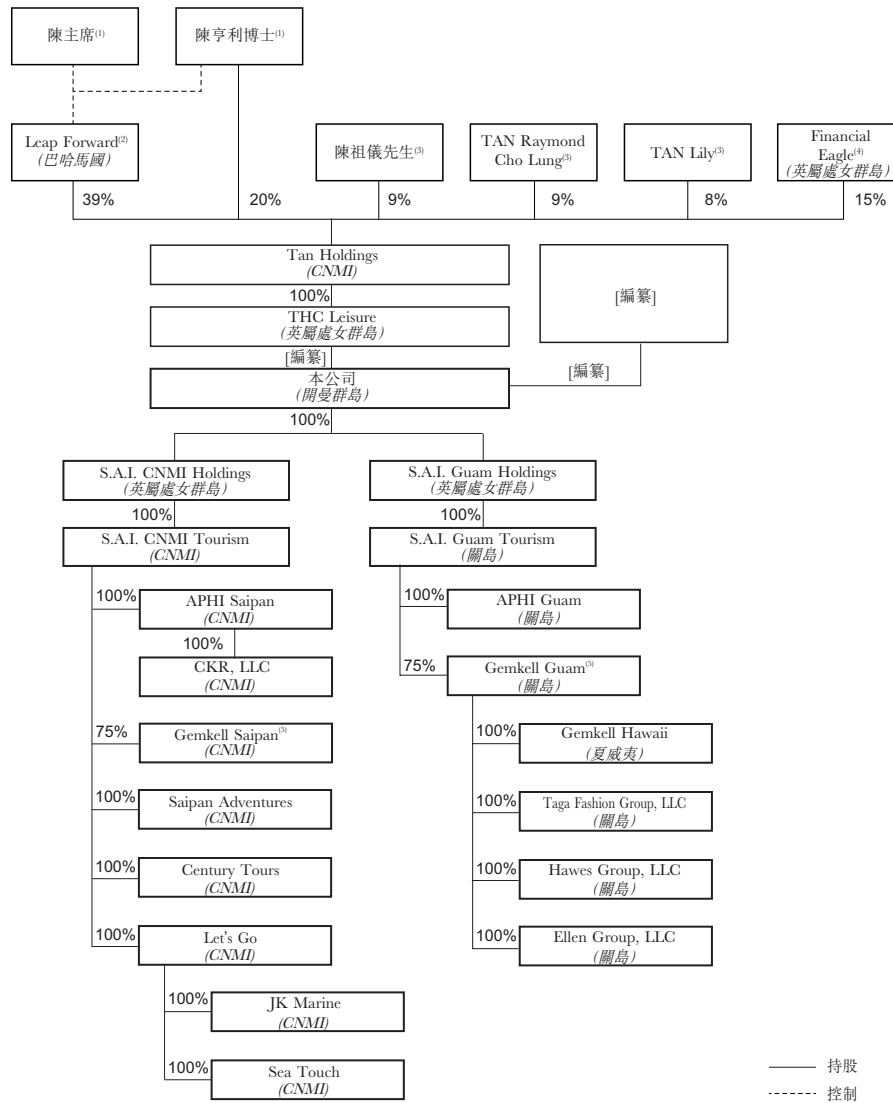 陳主席(1)
陳亨利博士(1)
Leap Forward(2)
(巴哈馬國)
陳祖儀先生(3)
TAN Raymond
Cho Lung(3)
TAN Lily(3)
Financial
Eagle(4)
(英屬處女群島)
39%
20%
9%
9%
8%
15%
Tan Holdings
(CNMI)
100%
THC Leisure
(英屬處女群島)
[編纂]
[編纂]
本公司
(開曼群島)
[編纂]
100%
S.A.I. CNMI Holdings
(英屬處女群島)
100%
S.A.I. CNMI Tourism
(CNMI)
100%
APHI Saipan
(CNMI)
100%
CKR, LLC
(CNMI)
75%
Gemkell Saipan(5)
(CNMI)
100%
Saipan Adventures
(CNMI)
100%
Century Tours
(CNMI)
100%
Let's Go
(CNMI)
100%
JK Marine
(CNMI)
100%
Sea Touch
(CNMI)
S.A.I. Guam Holdings
(英屬處女群島)
100%
S.A.I. Guam Tourism
(關島)
100%
APHI Guam
(關島)
75%
Gemkell Guam(5)
(關島)
100%
Gemkell Hawaii
(夏威夷)
100%
Taga Fashion Group, LLC
(關島)
100%
Hawes Group, LLC
(關島)
100%
Ellen Group, LLC
(關島)
持股
控制